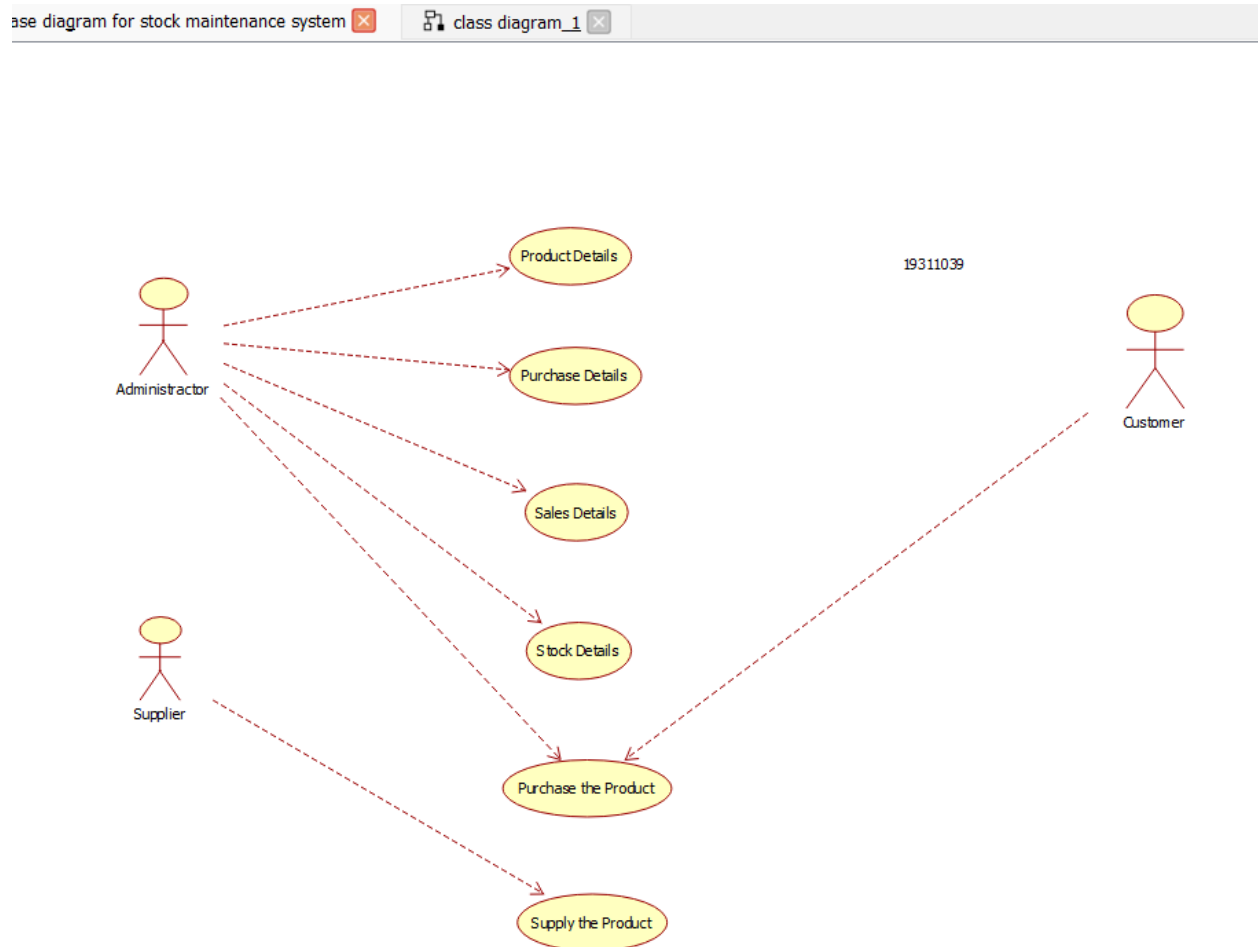 ase diagram for stock maintenance system
class diagram_1
Product Details
19311039
Purchase Details
Administractor
Customer
Sales Details
Stock Details
Supplier
Purchase the Product
Supply the Product